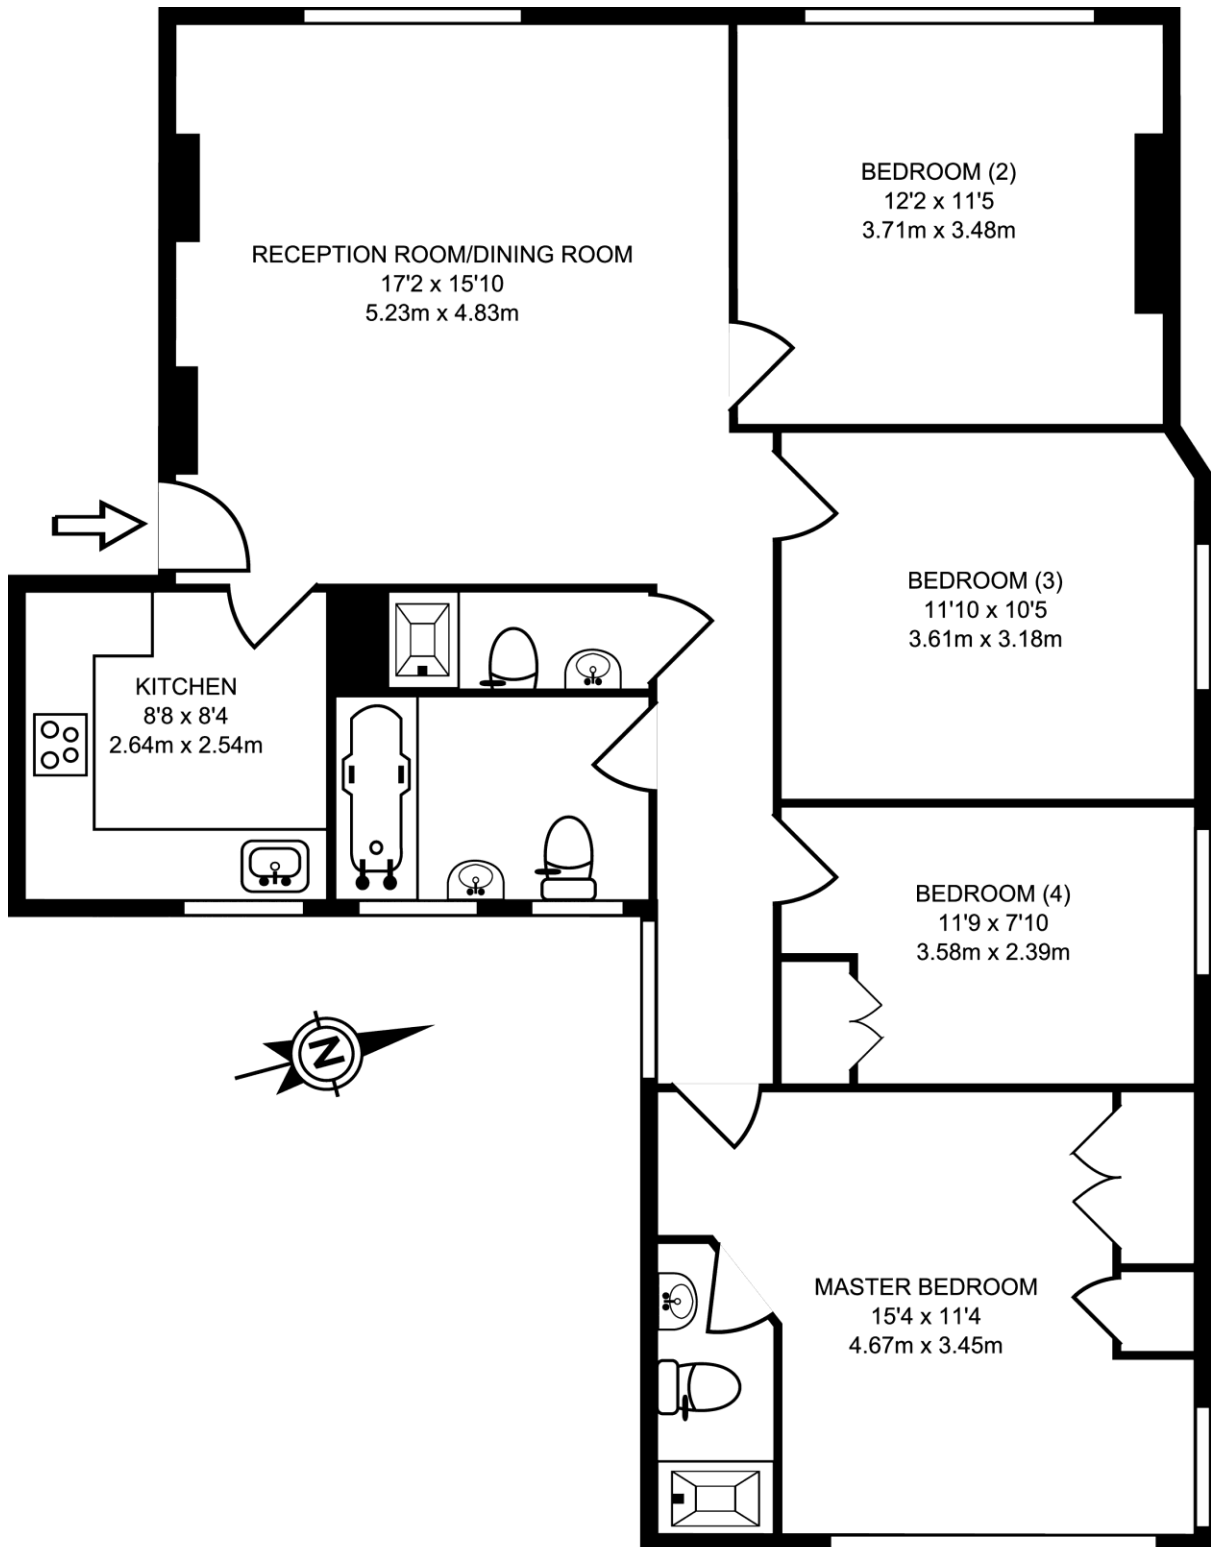 BEDROOM (2)
12'2 x 11'5
3.71m x 3.48m
RECEPTION ROOM/DINING ROOM
17'2 x 15'10
5.23m x 4.83m
BEDROOM (3)
11'10 x 10'5
3.61m x 3.18m
KITCHEN
8'8 x 8'4
2.64m x 2.54m
BEDROOM (4)
11'9 x 7'10
3.58m x 2.39m
N
MASTER BEDROOM
15'4 x 11'4
4.67m x 3.45m